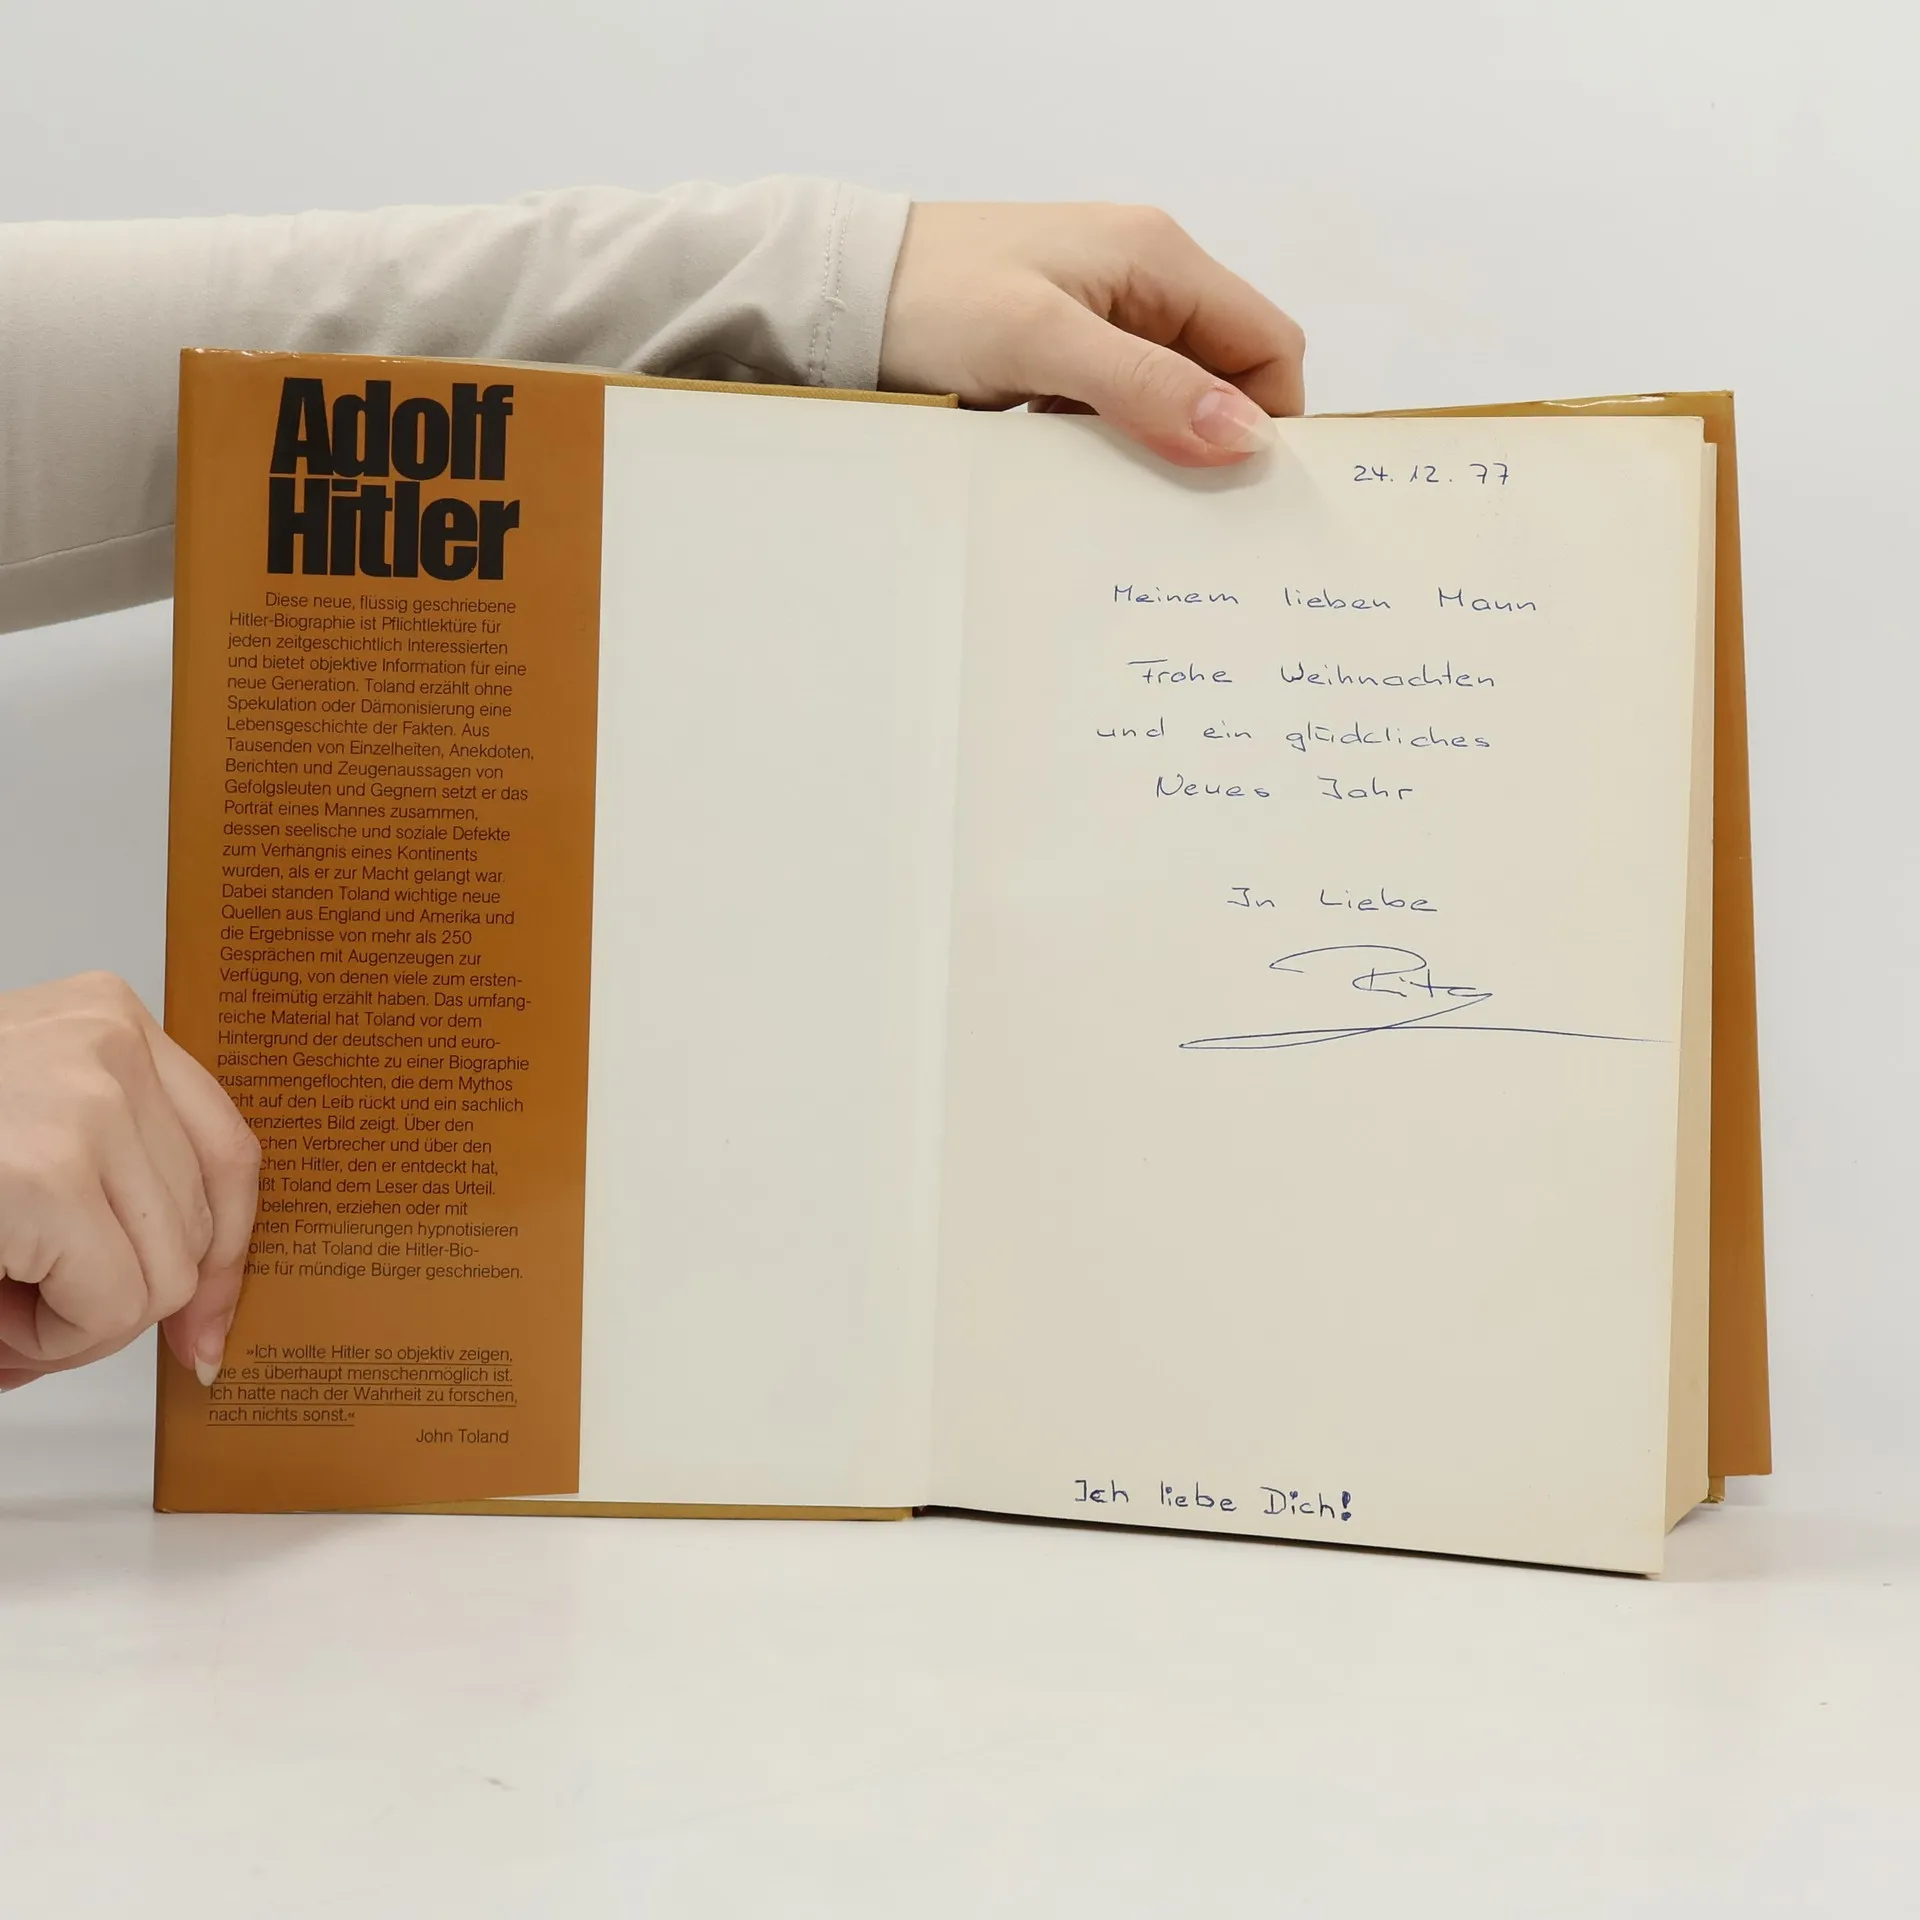 Adolf
Hitler
Diese neue, flüssig geschriebene
Hitler-Biographie ist Pflichtlektüre für
jeden zeitgeschichtlich Interessierten
und bietet objektive Information für eine
neue Generation. Toland erzählt ohne
Spekulation oder Dämonisierung eine
Lebensgeschichte der Fakten. Aus
Tausenden von Einzelheiten, Anekdoten,
Berichten und Zeugenaussagen von
Gefolgsleuten und Gegnern setzt er das
Porträt eines Mannes zusammen,
dessen seelische und soziale Defekte
zum Verhängnis eines Kontinents
wurden, als er zur Macht gelangt war.
Dabei standen Toland wichtige neue
Quellen aus England und Amerika und
die Ergebnisse von mehr als 250
Gesprächen mit Augenzeugen zur
Verfügung, von denen viele zum ersten-
mal freimütig erzählt haben. Das umfang-
reiche Material hat Toland vor dem
Hintergrund der deutschen und euro-
päischen Geschichte zu einer Biographie
zusammengeflochten, die dem Mythos
auf den Leib rückt und ein sachlich
Bild zeigt. Über den
Verbrecher und über den
Hitler, den er entdeckt hat,
Toland dem Leser das Urteil.
belehren, erziehen oder mit
Formulierungen hypnotisieren
hat Toland die Hitler-Bio-
für mündige Bürger geschrieben.
»Ich wollte Hitler so objektiv zeigen,
wie es überhaupt menschenmöglich ist.
Ich hatte nach der Wahrheit zu forschen,
nach nichts sonst.«
John Toland
24. 12. 77
Meinem lieben Mann
Frohe Weihnachten
und ein glückliches
Neues Jahr
In Liebe
Rita
Ich liebe Dich!